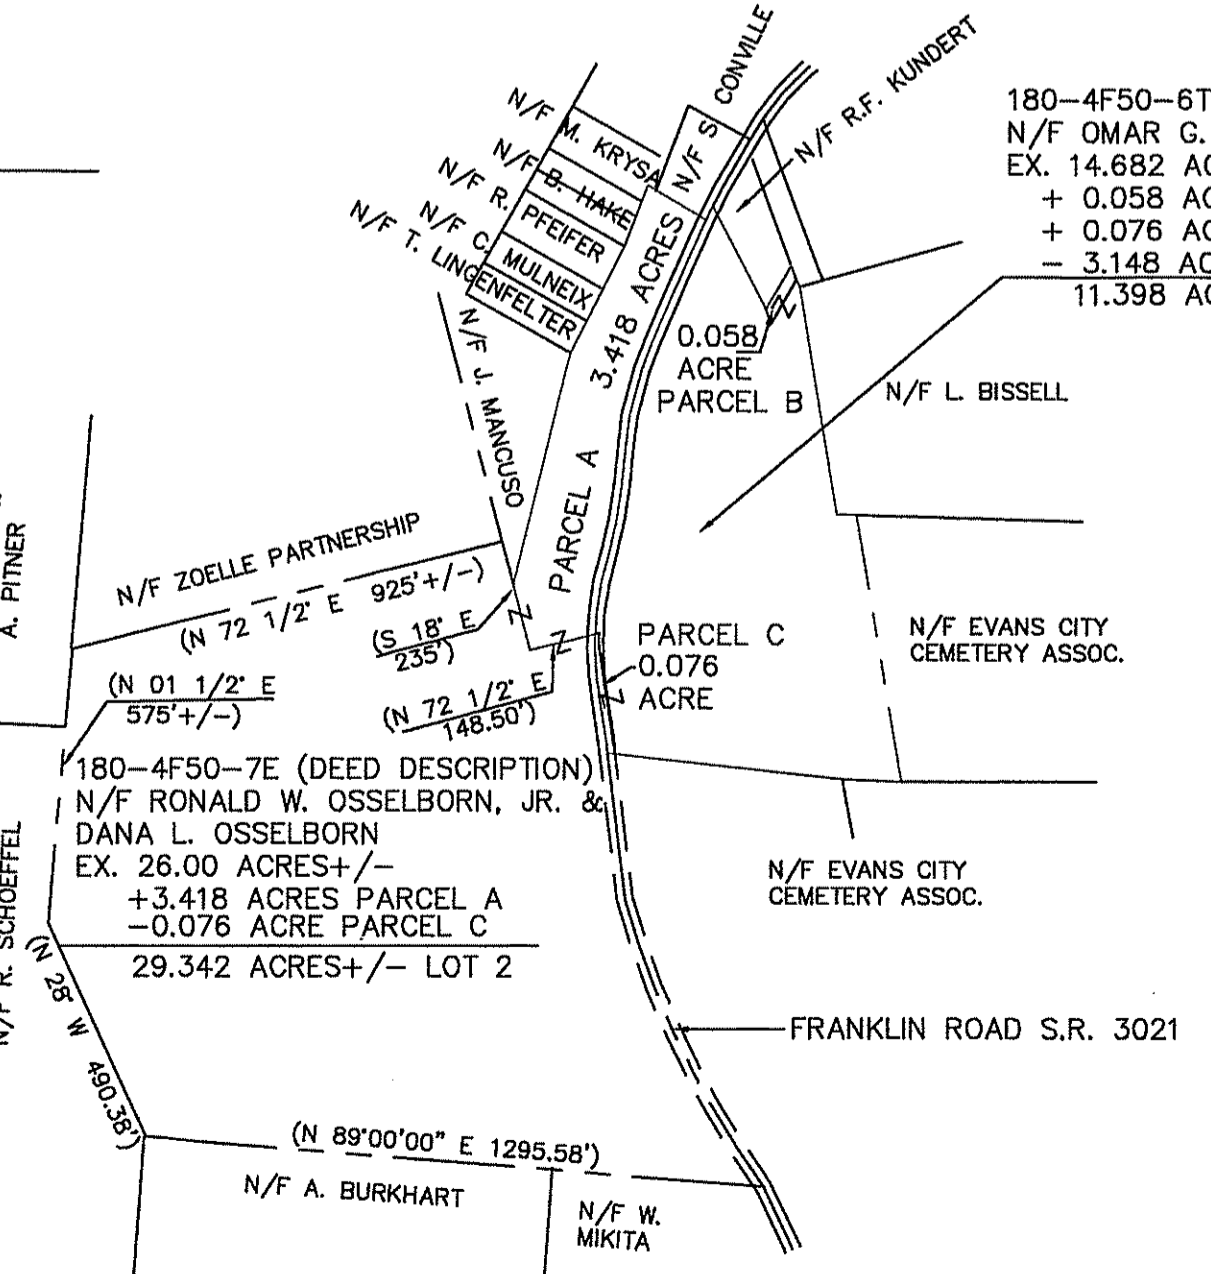 N/F S CONVILLE
N/F R.F. KUNDERT
N/F M. KRYSA
N/F B. HAKE
N/F R. PFEIFER
N/F C. MULNEIX
N/F T. LINGENFELTER
180-4F50-6T
N/F OMAR G.
EX. 14.682 AC
+ 0.058 AC
+ 0.076 AC
- 3.148 AC
11.398 AC
N/F J. MANCUSO
PARCEL A 3.418 ACRES
0.058
ACRE
PARCEL B
N/F L. BISSELL
A. PITNER
N/F ZOELLE PARTNERSHIP
(N 72 1/2° E 925'+/-)
(S 18° E
235')
(N 72 1/2° E
148.50')
PARCEL C
0.076
ACRE
N/F EVANS CITY
CEMETERY ASSOC.
(N 01 1/2° E
575'+/-)
180-4F50-7E (DEED DESCRIPTION)
N/F RONALD W. OSSELBORN, JR. &
DANA L. OSSELBORN
EX. 26.00 ACRES+/-
+3.418 ACRES PARCEL A
-0.076 ACRE PARCEL C
29.342 ACRES+/- LOT 2
N/F EVANS CITY
CEMETERY ASSOC.
N/F R. SCHOEFFEL
(N 28° W 490.38')
FRANKLIN ROAD S.R. 3021
(N 89°00'00" E 1295.58')
N/F A. BURKHART
N/F W.
MIKITA